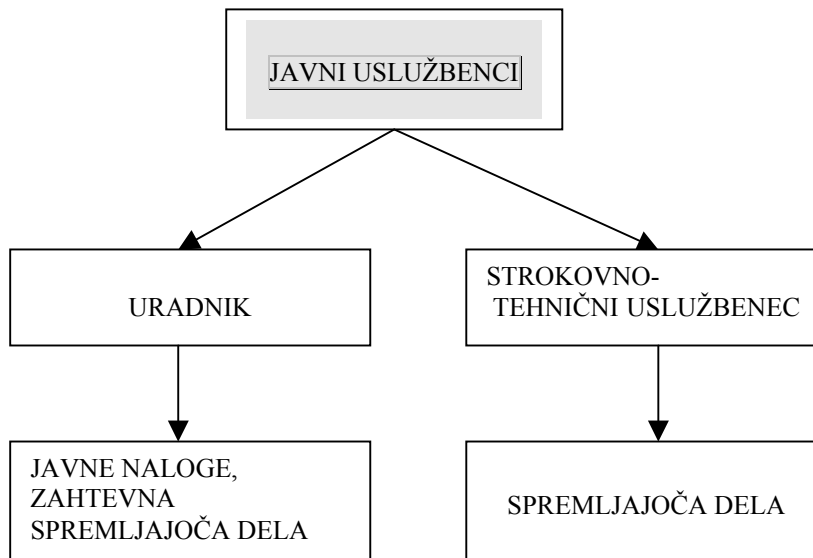 JAVNI USLUŽBENCI
URADNIK
STROKOVNO-
TEHNIČNI USLUŽBENEC
JAVNE NALOGE,
ZAHTEVNA
SPREMLJAJOČA DELA
SPREMLJAJOČA DELA